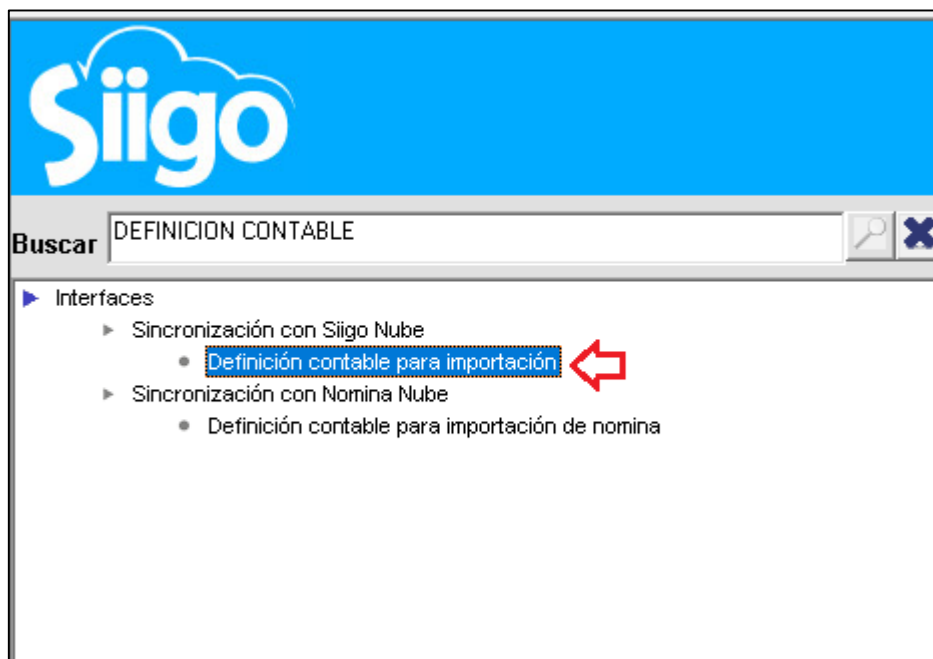 Siigo
Buscar DEFINICION CONTABLE
Interfaces
Sincronización con Siigo Nube
Definición contable para importación
Sincronización con Nomina Nube
Definición contable para importación de nomina